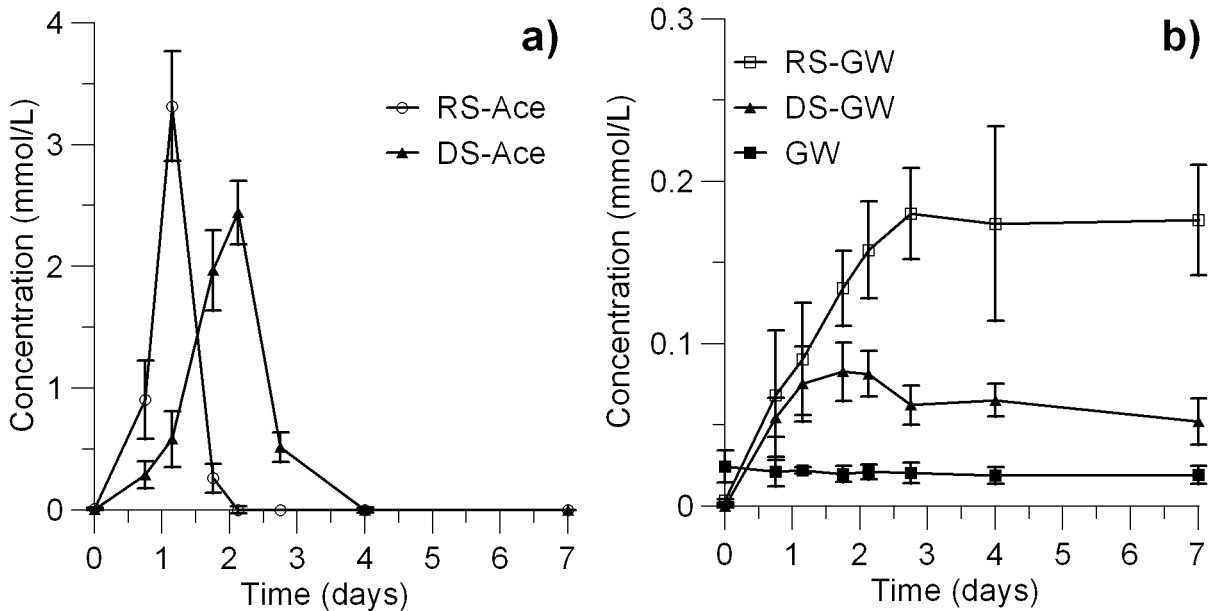 a)
Concentration (mmol/L)
4
3
2
1
0
RS-Ace
DS-Ace
0 1 2 3 4 5 6 7
Time (days)
b)
Concentration (mmol/L)
0.3
0.2
0.1
0
RS-GW
DS-GW
GW
0 1 2 3 4 5 6 7
Time (days)